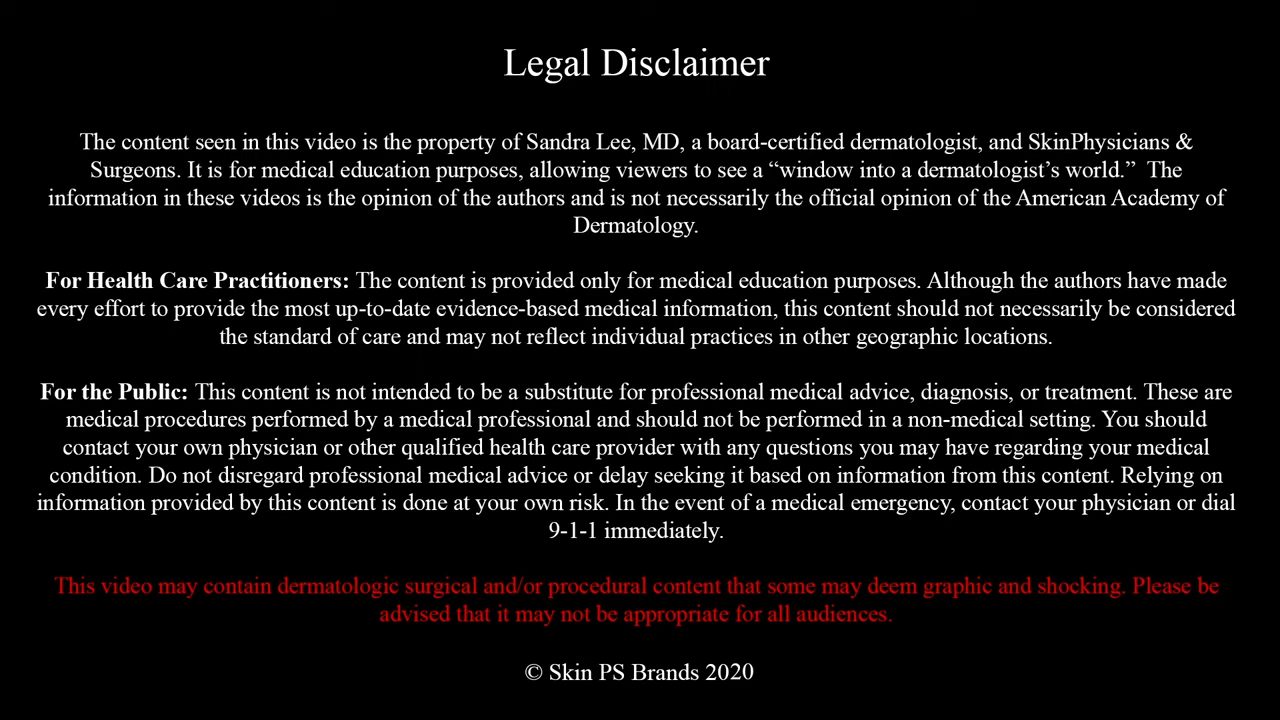 Legal Disclaimer
The content seen in this video is the property of Sandra Lee, MD, a board-certified dermatologist, and SkinPhysicians &
Surgeons. It is for medical education purposes, allowing viewers to see a “window into a dermatologist’s world.”  The
information in these videos is the opinion of the authors and is not necessarily the official opinion of the American Academy of
Dermatology.
For Health Care Practitioners: The content is provided only for medical education purposes. Although the authors have made
every effort to provide the most up-to-date evidence-based medical information, this content should not necessarily be considered
the standard of care and may not reflect individual practices in other geographic locations.
For the Public: This content is not intended to be a substitute for professional medical advice, diagnosis, or treatment. These are
medical procedures performed by a medical professional and should not be performed in a non-medical setting. You should
contact your own physician or other qualified health care provider with any questions you may have regarding your medical
condition. Do not disregard professional medical advice or delay seeking it based on information from this content. Relying on
information provided by this content is done at your own risk. In the event of a medical emergency, contact your physician or dial
9-1-1 immediately.
This video may contain dermatologic surgical and/or procedural content that some may deem graphic and shocking. Please be
advised that it may not be appropriate for all audiences.
© Skin PS Brands 2020